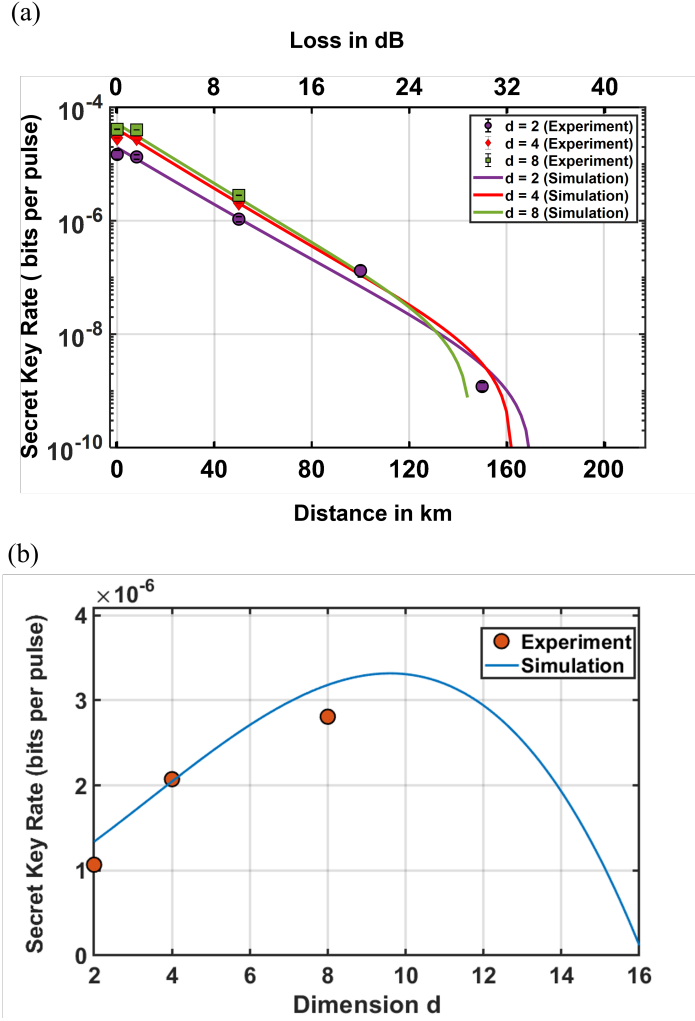 (a)
Loss in dB
0 10 16 24 32 40
Secret Key Rate ( bits per pulse)
10-4
10-6
10-8
10-10
d = 2 (Experiment)
d = 4 (Experiment)
d = 8 (Experiment)
d = 2 (Simulation)
d = 4 (Simulation)
d = 8 (Simulation)
0 40 80 120 160 200
Distance in km
(b)
×10-6
Secret Key Rate (bits per pulse)
4
3
2
1
0
Experiment
Simulation
2 4 6 8 10 12 14 16
Dimension d